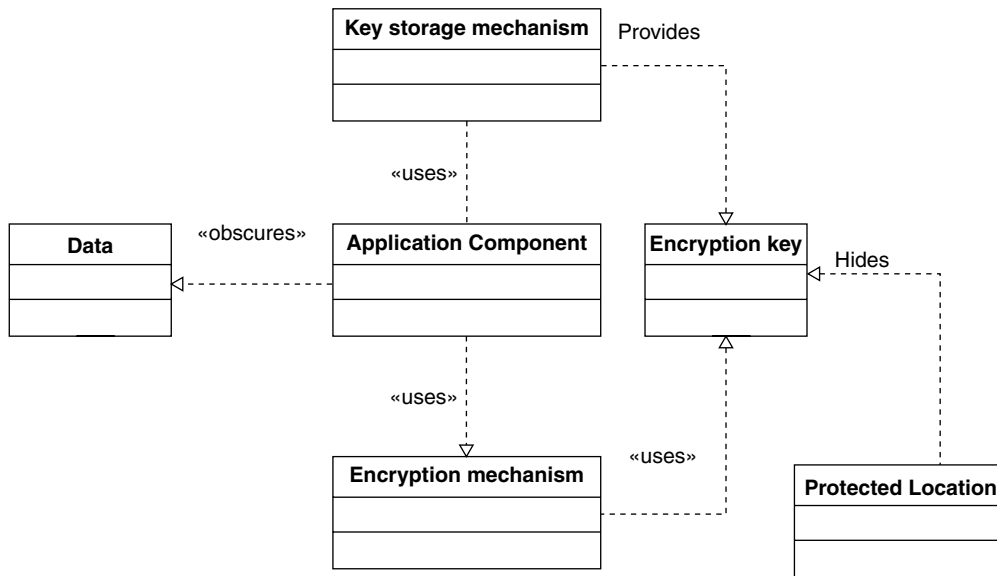 Key storage mechanism
Provides
«uses»
Data
«obscures»
Application Component
Encryption key
Hides
«uses»
Encryption mechanism
«uses»
Protected Location